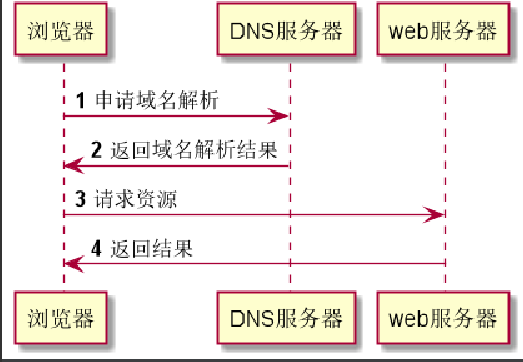 浏览器 DNS服务器 web服务器
1 申请域名解析
2 返回域名解析结果
3 请求资源
4 返回结果
浏览器 DNS服务器 web服务器